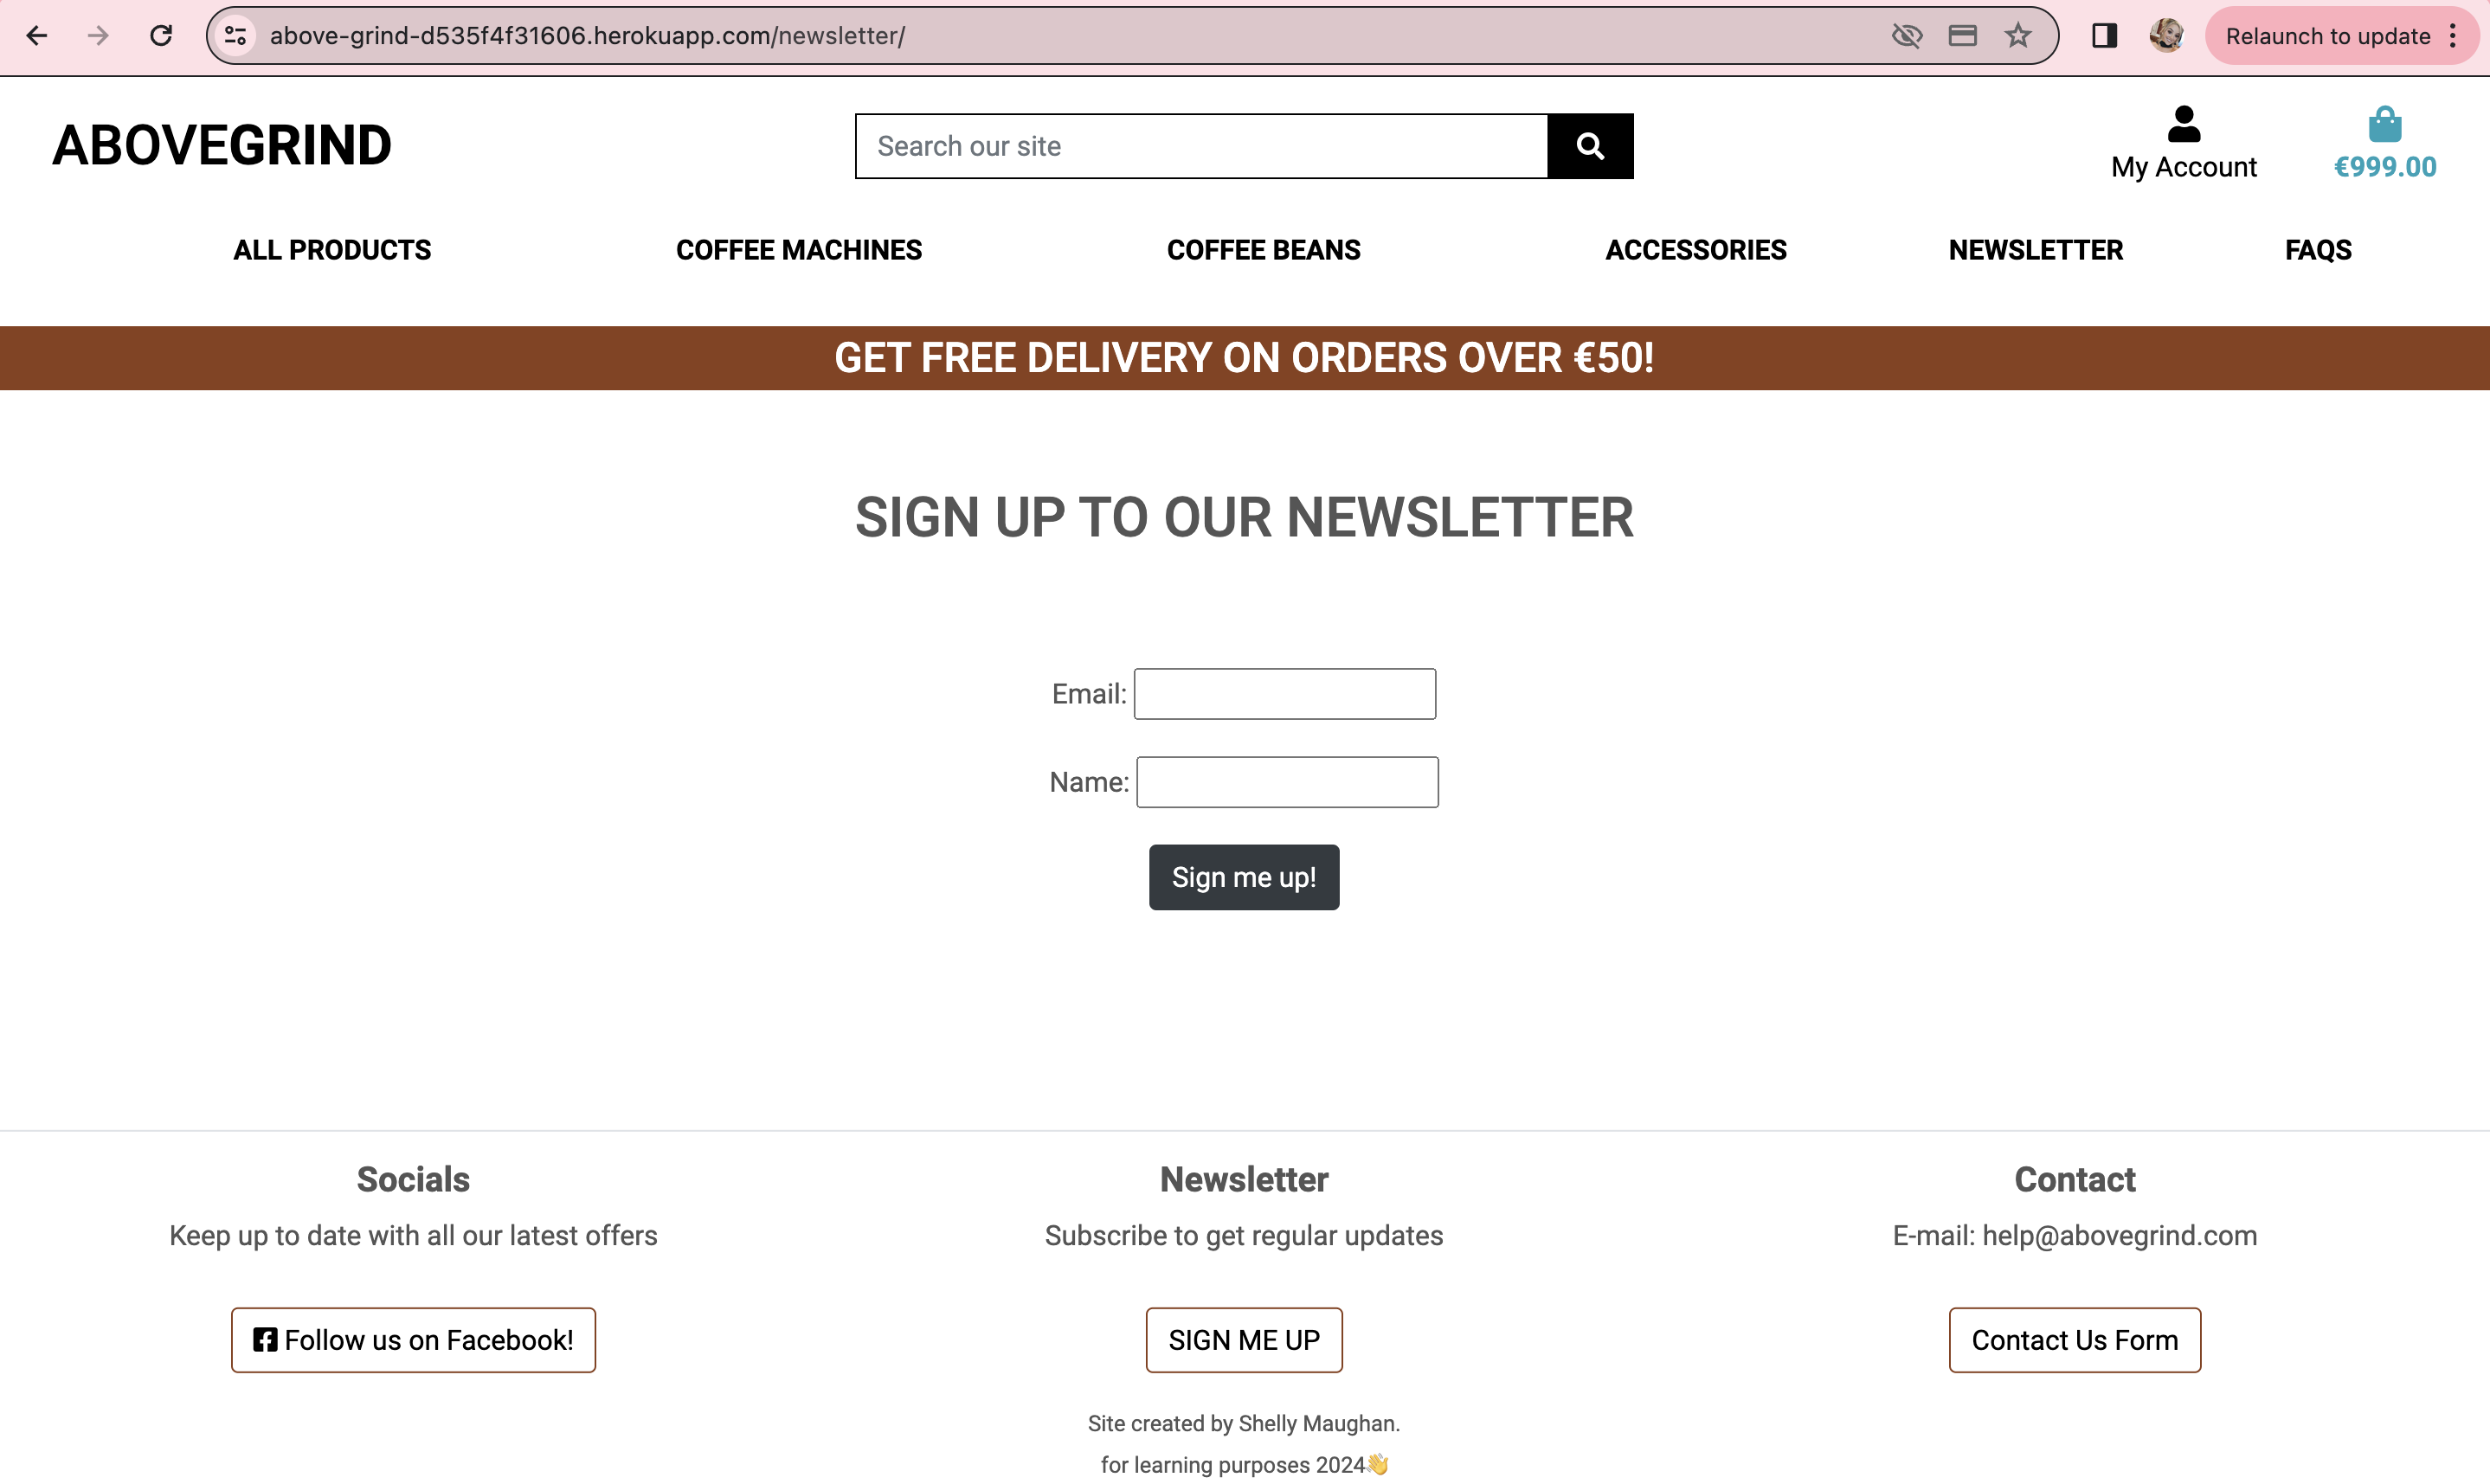 above-grind-d535f4f31606.herokuapp.com/newsletter/
Relaunch to update
ABOVEGRIND
Search our site
My Account
€999.00
ALL PRODUCTS
COFFEE MACHINES
COFFEE BEANS
ACCESSORIES
NEWSLETTER
FAQS
GET FREE DELIVERY ON ORDERS OVER €50!
SIGN UP TO OUR NEWSLETTER
Email:
Name:
Sign me up!
Socials
Keep up to date with all our latest offers
Follow us on Facebook!
Newsletter
Subscribe to get regular updates
SIGN ME UP
Contact
E-mail: help@abovegrind.com
Contact Us Form
Site created by Shelly Maughan.
for learning purposes 2024👋